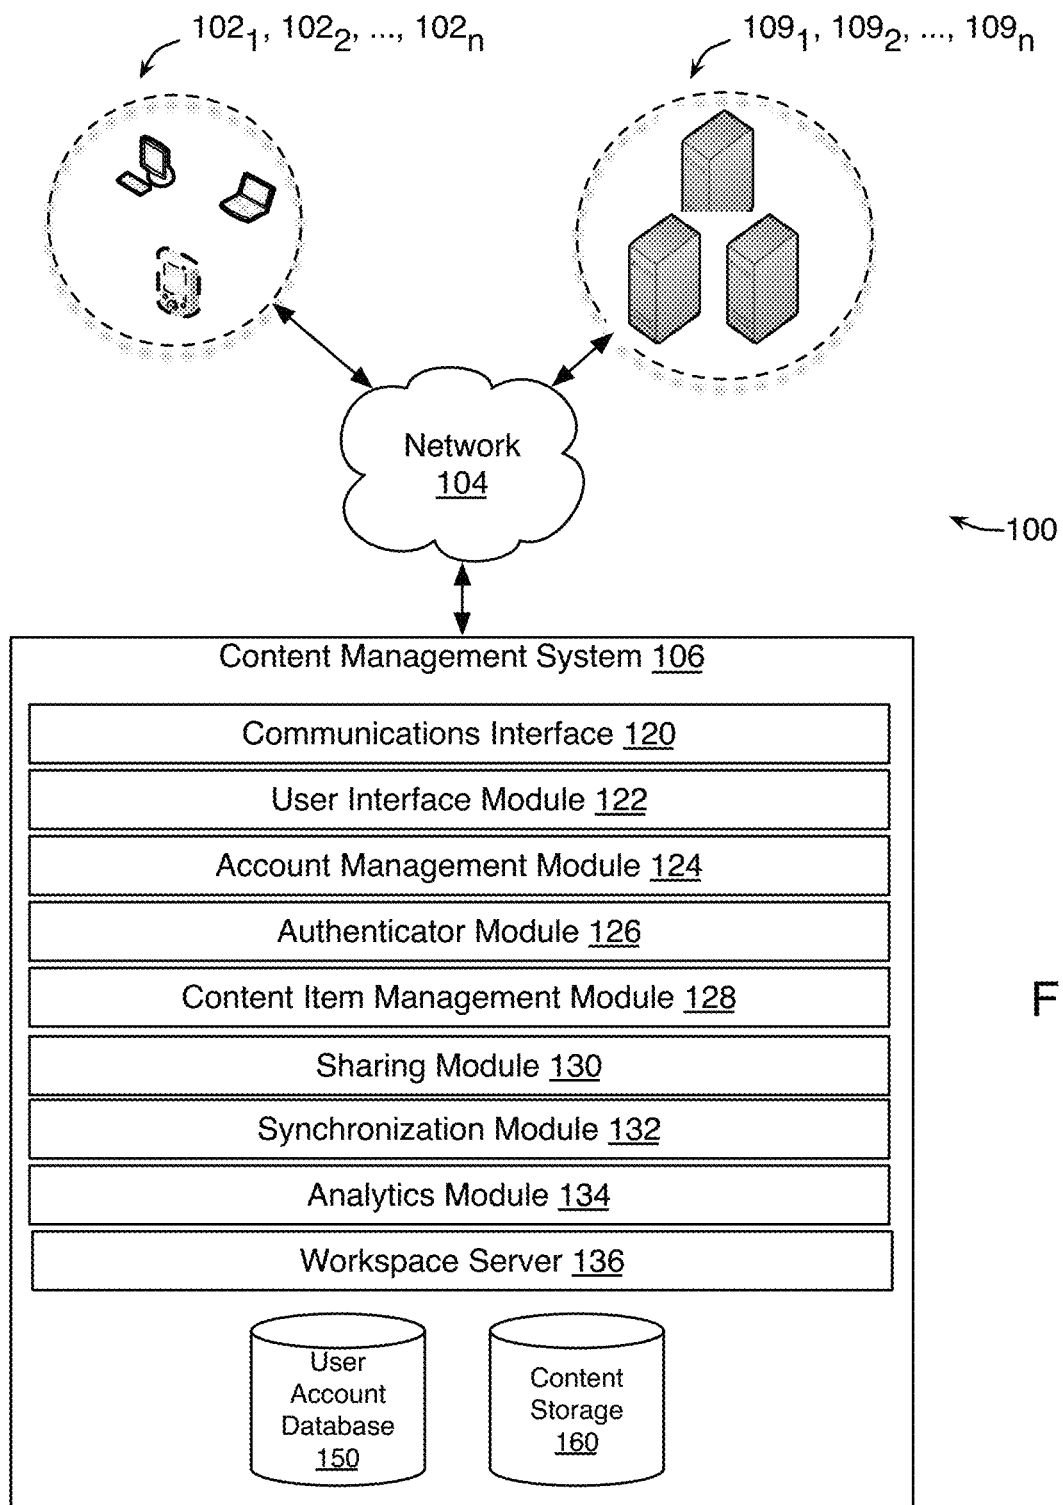 102₁, 102₂, ..., 102ₙ
109₁, 109₂, ..., 109ₙ
Network
104
100
Content Management System 106
Communications Interface 120
User Interface Module 122
Account Management Module 124
Authenticator Module 126
Content Item Management Module 128
F
Sharing Module 130
Synchronization Module 132
Analytics Module 134
Workspace Server 136
User
Account
Database
150
Content
Storage
160